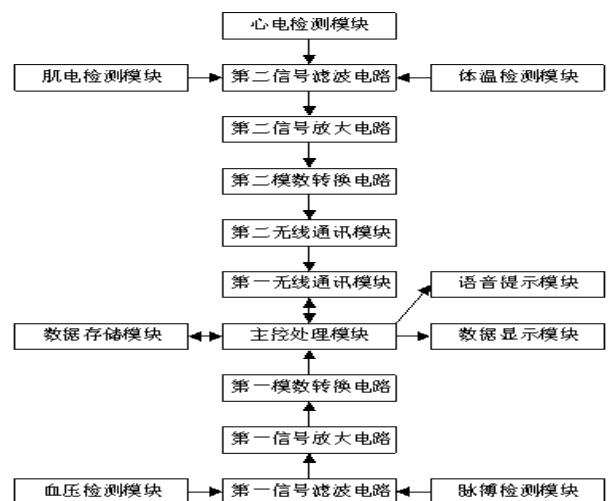 心电检测模块
肌电检测模块
第二信号滤波电路
体温检测模块
第二信号放大电路
第二模数转换电路
第二无线通讯模块
第一无线通讯模块
语音提示模块
数据存储模块
主控处理模块
数据显示模块
第一模数转换电路
第一信号放大电路
血压检测模块
第一信号滤波电路
脉搏检测模块